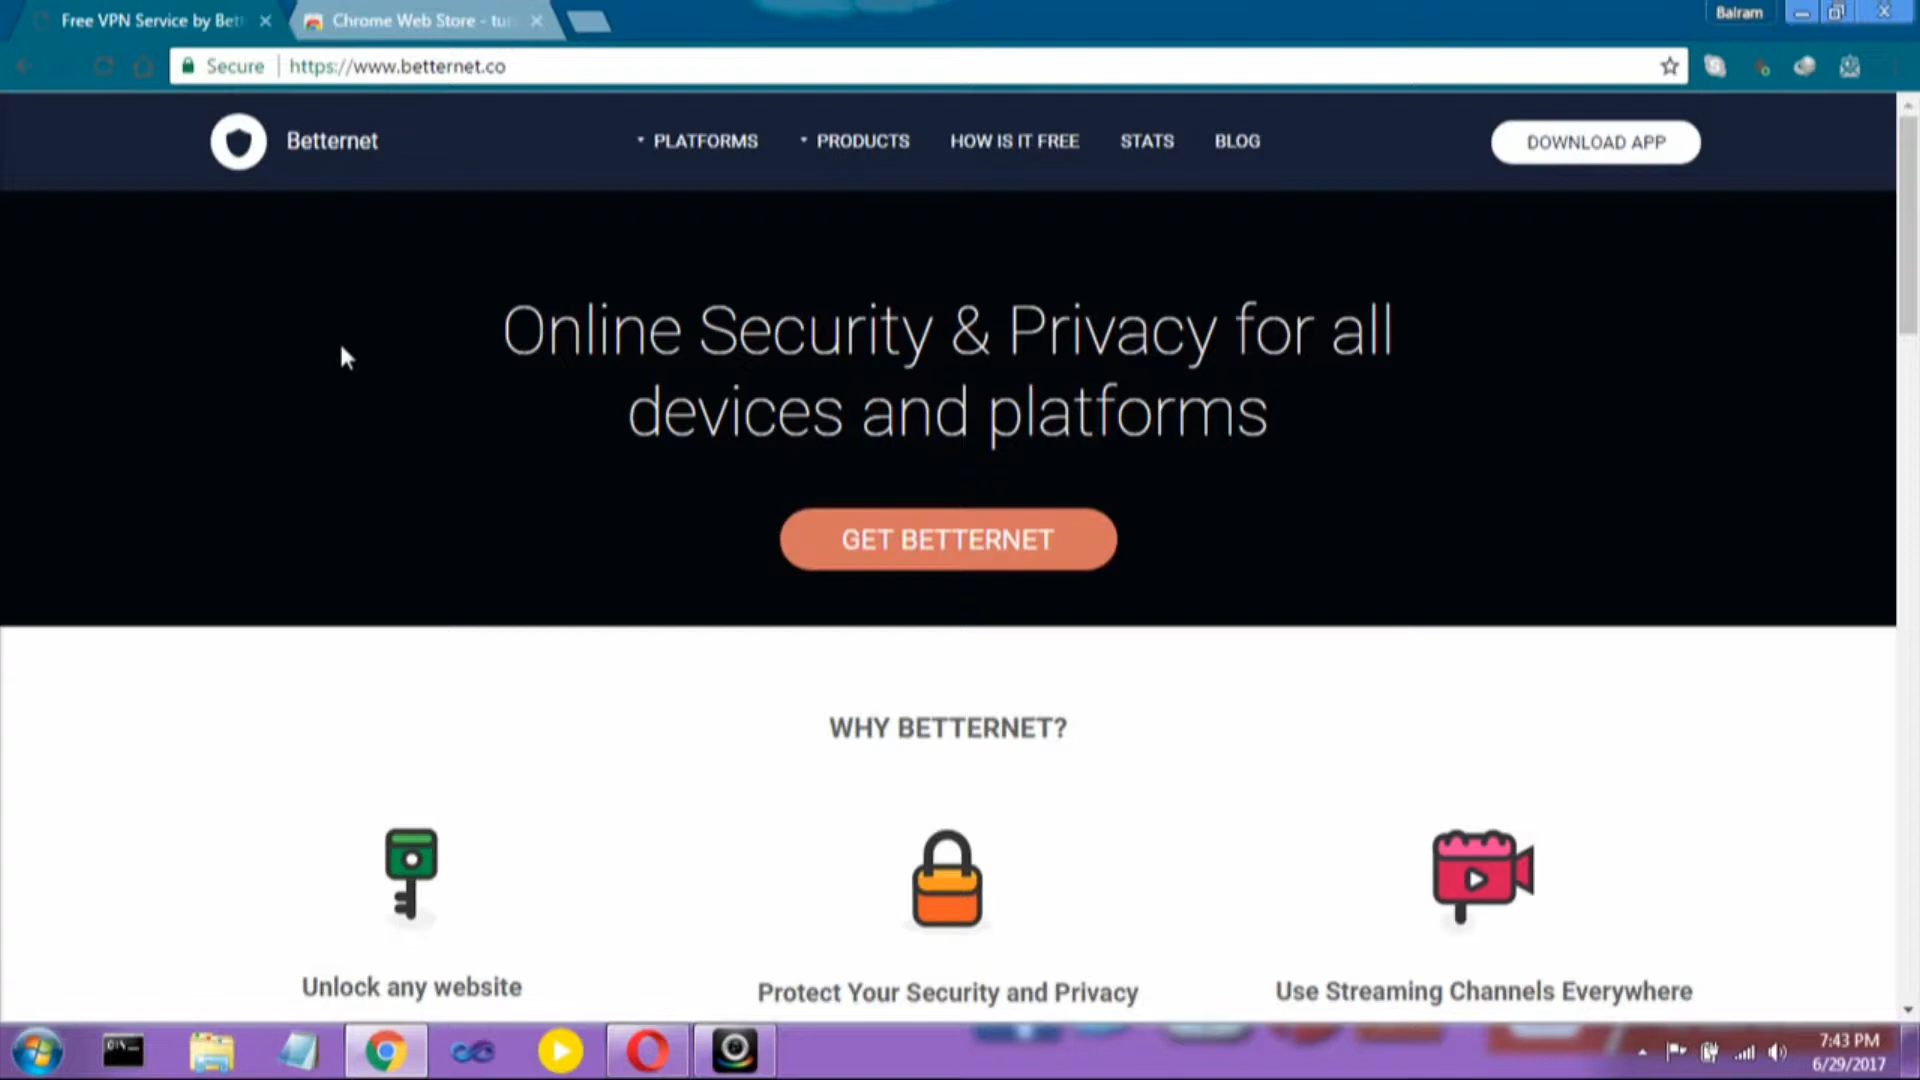 Free VPN Service by Bet
Chrome Web Store - tu
Balram
Secure
https://www.betternet.co
Betternet
PLATFORMS
PRODUCTS
HOW IS IT FREE
STATS
BLOG
DOWNLOAD APP
Online Security & Privacy for all
devices and platforms
GET BETTERNET
WHY BETTERNET?
Unlock any website
Protect Your Security and Privacy
Use Streaming Channels Everywhere
7:43 PM
6/29/2017